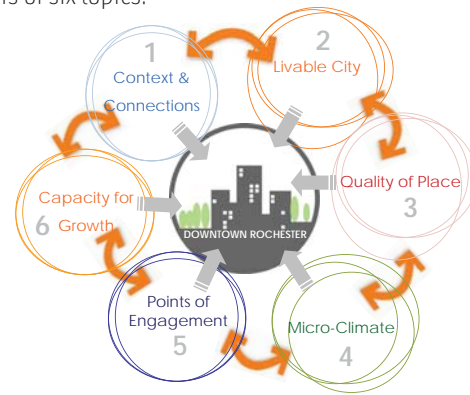 of six topics.
1
Context &
Connections
2
Livable City
Quality of Place
3
Micro-Climate
4
Points of
Engagement
5
Capacity for
6 Growth
DOWNTOWN ROCHESTER